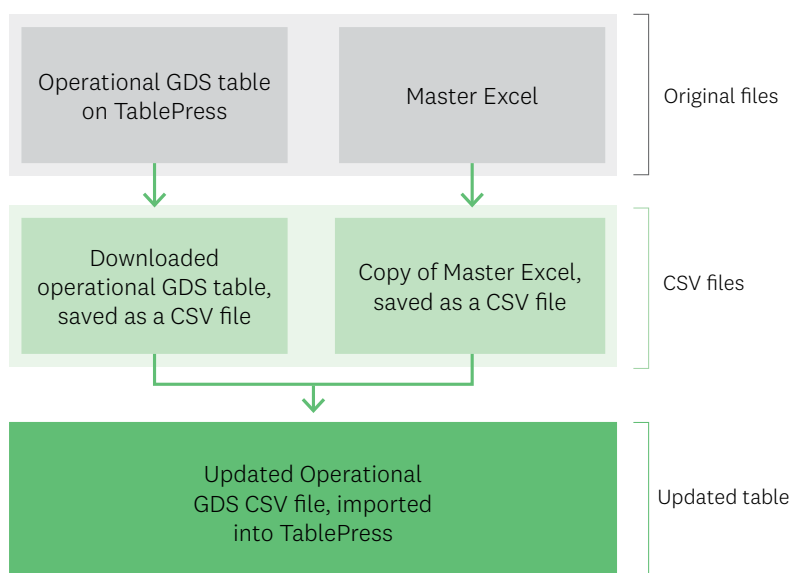 Operational GDS table
on TablePress
Master Excel
Original files
Downloaded
operational GDS table,
saved as a CSV file
Copy of Master Excel,
saved as a CSV file
CSV files
Updated Operational
GDS CSV file, imported
into TablePress
Updated table